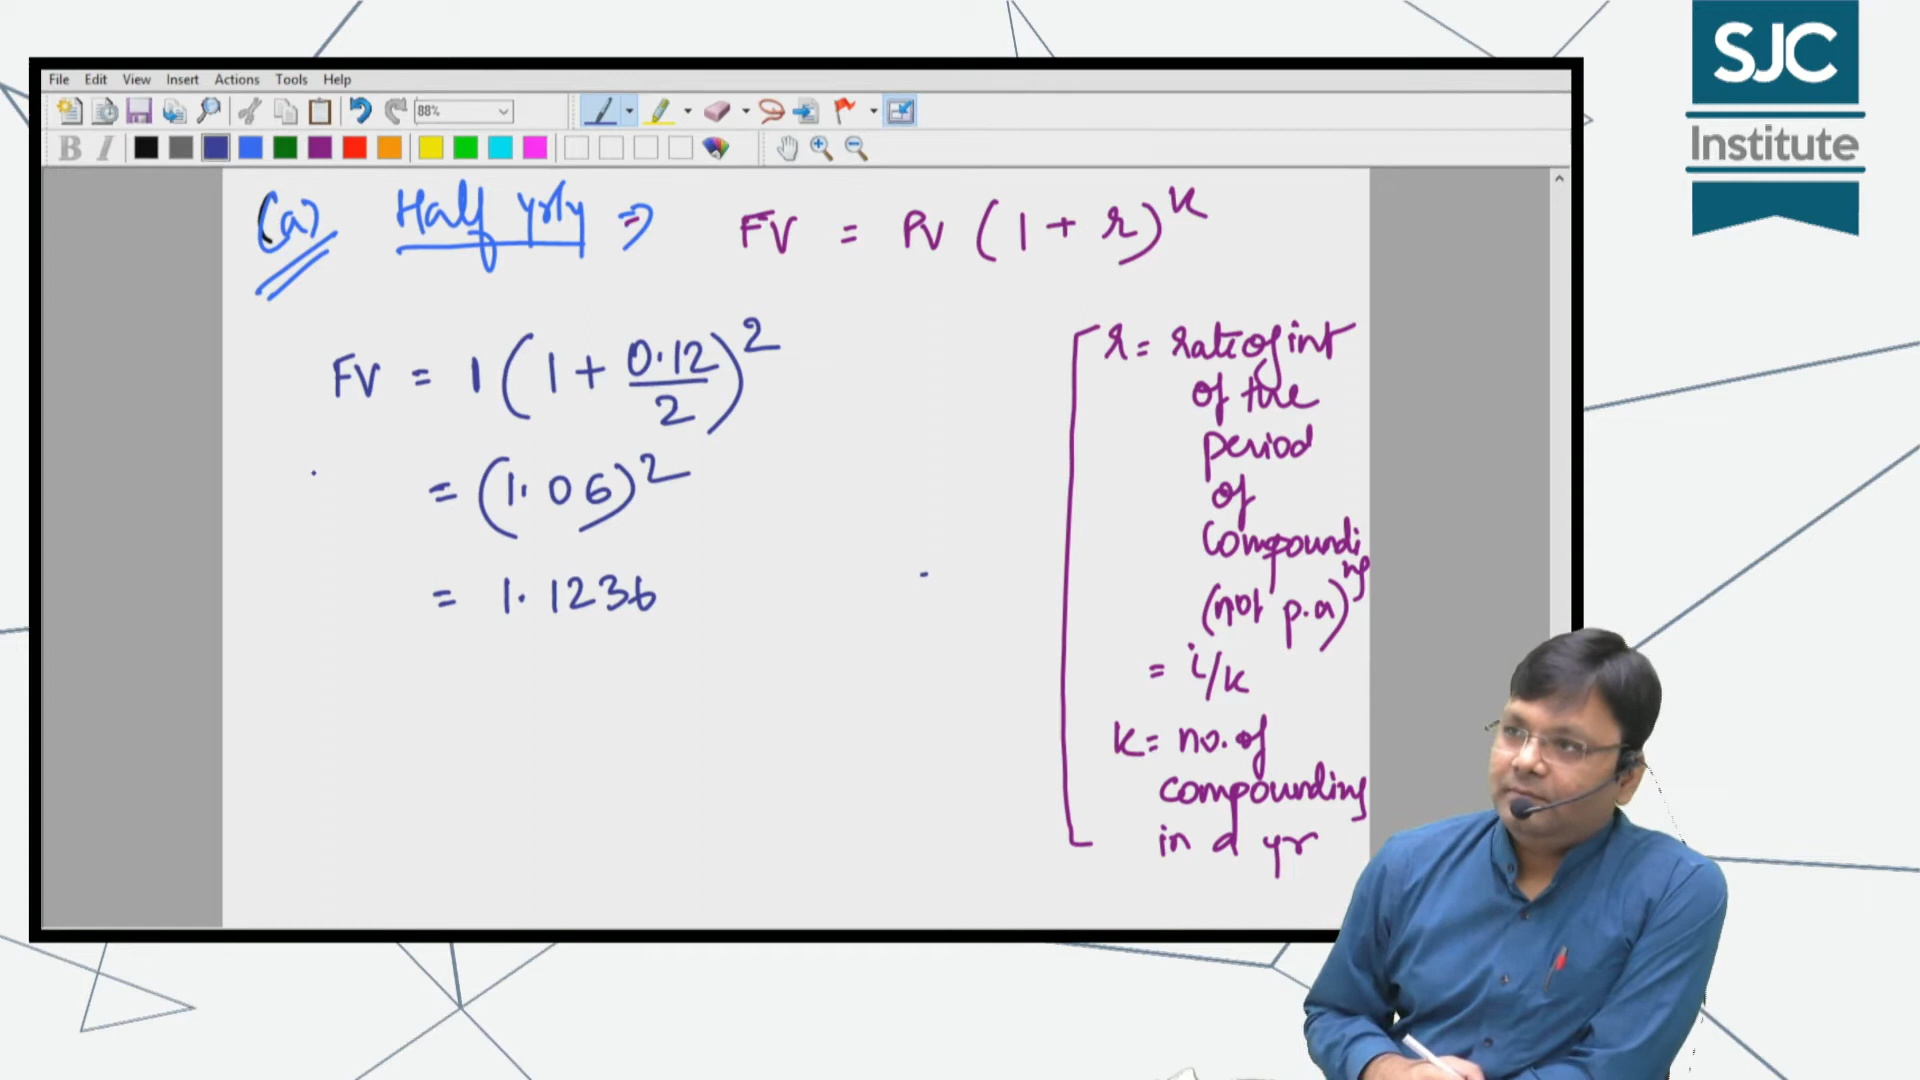 SJC
Institute
File Edit View Insert Actions Tools Help
88%
B I
(a) Half yrly ⇒ FV = PV (1 + r)^k
FV = 1 (1 + 0.12/2)^2
= (1.06)^2
= 1.1236
r = rate of int
of the
period
of
compounding
(not p.a)
= i/k
k = no. of
compounding
in a yr